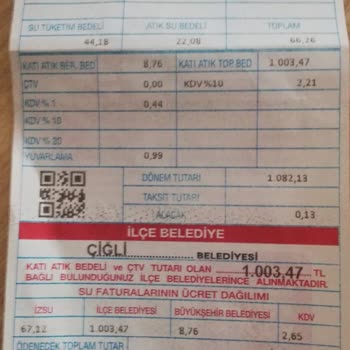 SU TÜKETİM BEDELİ ATIK SU BEDELİ TOPLAM
44,18 22,08 66,26
KATI ATIK BER. BED 8,76 KATI ATIK TOP.BED 1.003,47
ÇTV 0,00 KDV %10 2,21
KDV % 1 0,44
KDV % 18
KDV % 20
YUVARLAMA 0,99
DÖNEM TUTARI 1.082,13
TAKSİT TUTARI
ALACAK 0,13
İLÇE BELEDİYE
ÇİĞLİ BELEDİYESİ
KATI ATIK BEDELİ ve ÇTV TUTARI OLAN 1.003,47 TL
BAĞLI BULUNDUĞUNUZ İLÇE BELEDİYELERİNCE ALINMAKTADIR.
SU FATURALARININ ÜCRET DAĞILIMI
İZSU İLÇE BELEDİYESİ BÜYÜKŞEHİR BELEDİYESİ KDV
67,12 1.003,47 8,76 2,65
ÖDENECEK TOPLAM TUTAR